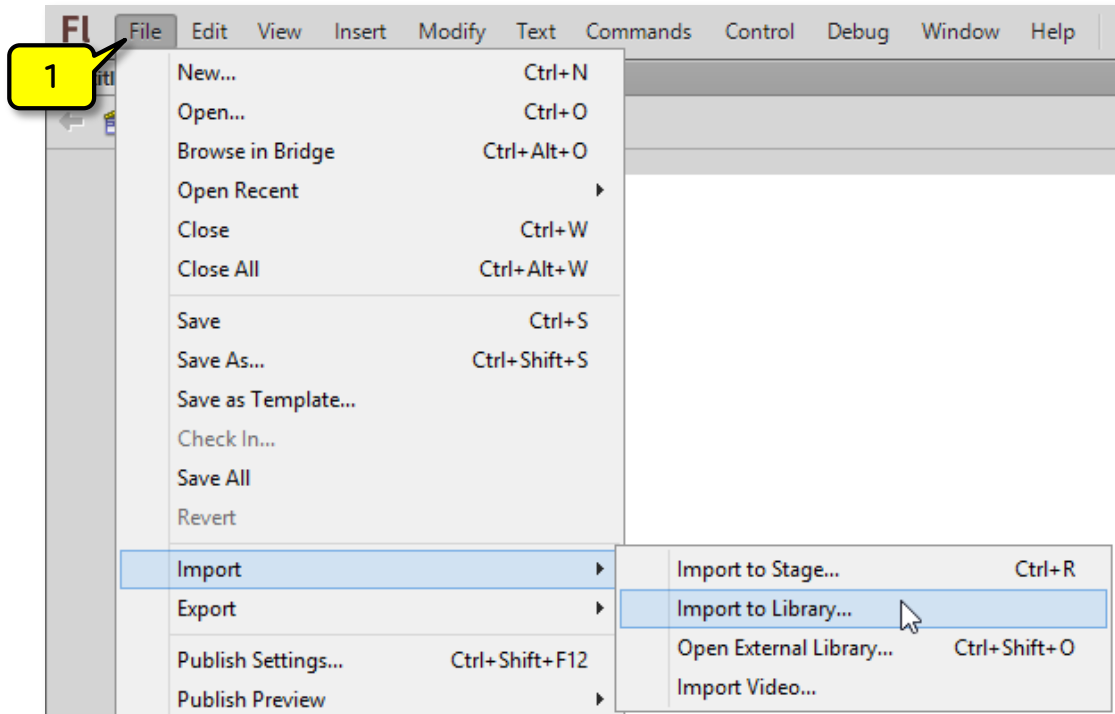 Fl File Edit View Insert Modify Text Commands Control Debug Window Help
1
New... Ctrl+N
Open... Ctrl+O
Browse in Bridge Ctrl+Alt+O
Open Recent
Close Ctrl+W
Close All Ctrl+Alt+W
Save Ctrl+S
Save As... Ctrl+Shift+S
Save as Template...
Check In...
Save All
Revert
Import
Export
Publish Settings... Ctrl+Shift+F12
Publish Preview
Import to Stage... Ctrl+R
Import to Library...
Open External Library... Ctrl+Shift+O
Import Video...